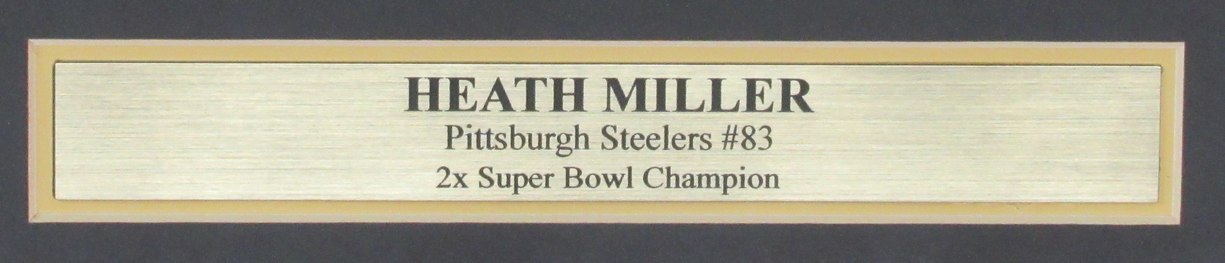 HEATH MILLER
Pittsburgh Steelers #83
2x Super Bowl Champion